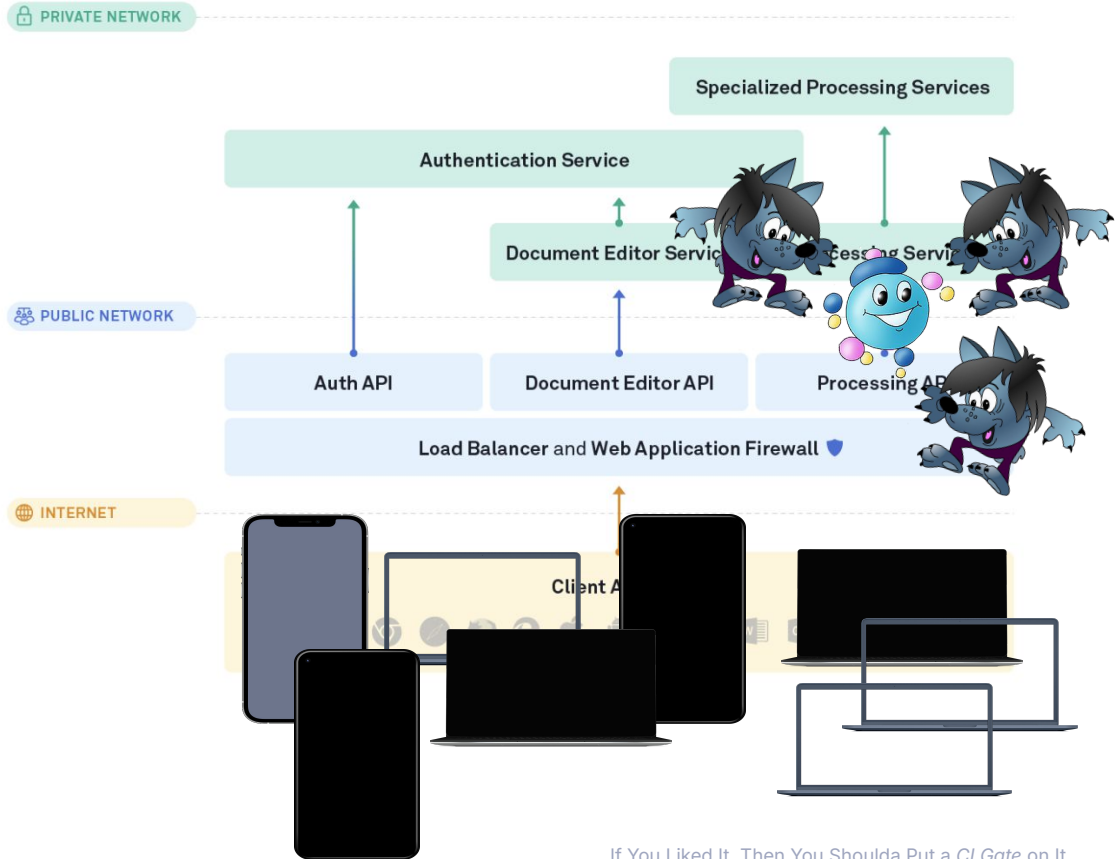 PRIVATE NETWORK
Specialized Processing Services
Authentication Service
Document Editor
PUBLIC NETWORK
Auth API
Document Editor API
Processing
Load Balancer and Web Application Firewall
INTERNET
Client
If You Liked It, Then You Shoulda Put a CI Gate on It